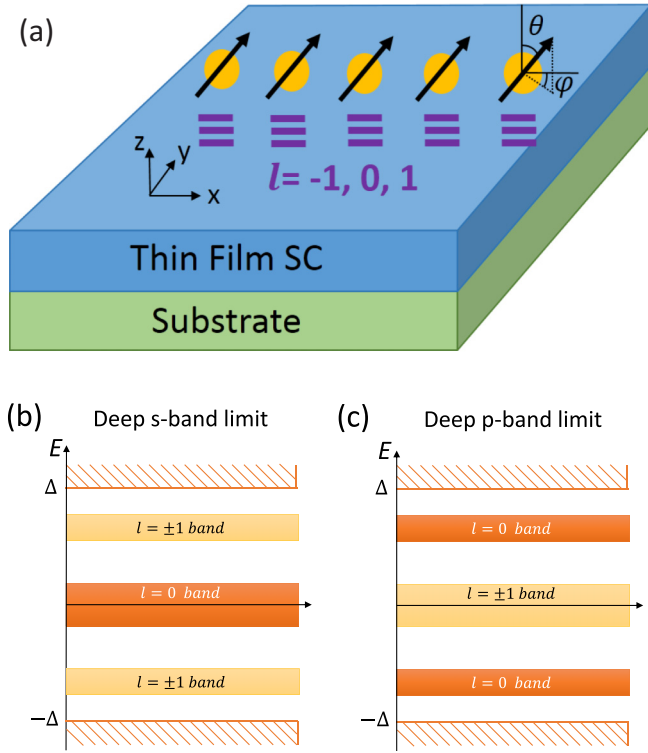 (a)
θ
φ
z
y
x
l= -1, 0, 1
Thin Film SC
Substrate
(b) Deep s-band limit
E
Δ
l = ±1 band
l = 0 band
l = ±1 band
−Δ
(c) Deep p-band limit
E
Δ
l = 0 band
l = ±1 band
l = 0 band
−Δ